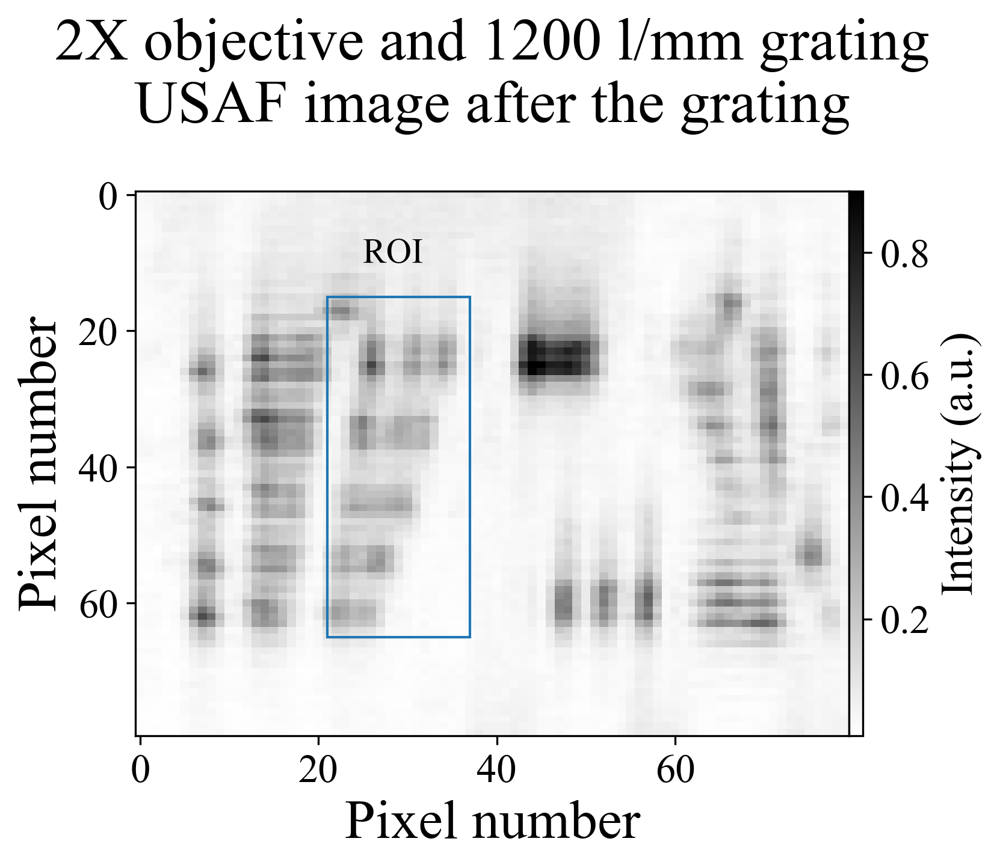 2X objective and 1200 l/mm grating
USAF image after the grating
ROI
0
20
40
60
Pixel number
0
20
40
60
Pixel number
0.8
0.6
0.4
0.2
Intensity (a.u.)